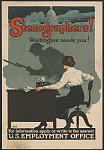 Stenographers!
Washington needs you!
For information apply or write to the nearest
U.S. EMPLOYMENT OFFICE